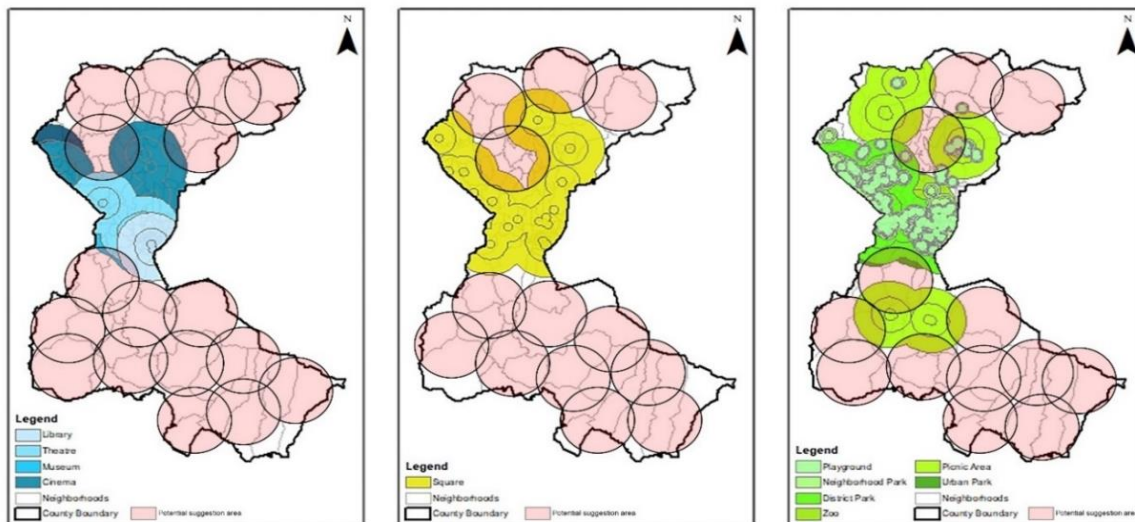 N
Legend
Library
Theatre
Museum
Cinema
Neighborhoods
County Boundary
Potential suggestion area
N
Legend
Square
Neighborhoods
County Boundary
Potential suggestion area
N
Legend
Playground
Neighborhood Park
District Park
Zoo
Picnic Area
Urban Park
Neighborhoods
County Boundary
Potential suggestion area